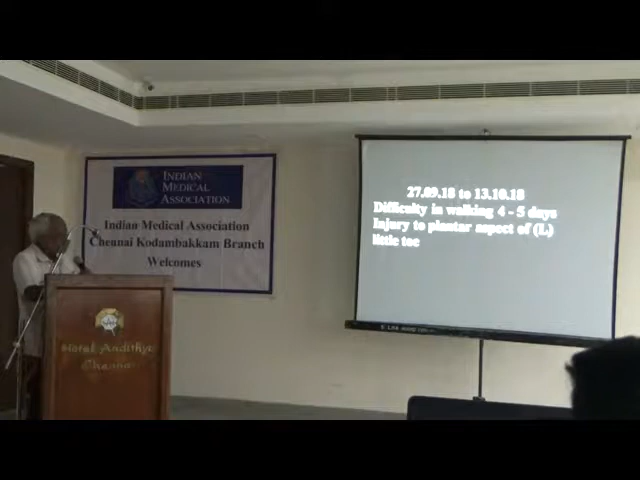 INDIAN
MEDICAL
ASSOCIATION
Indian Medical Association
Chennai Kodambakkam Branch
Welcomes
Hotel Aadithya
Chennai
27.09.18 to 13.10.18
Difficulty in walking 4 - 5 days
Injury to plantar aspect of (L)
little toe